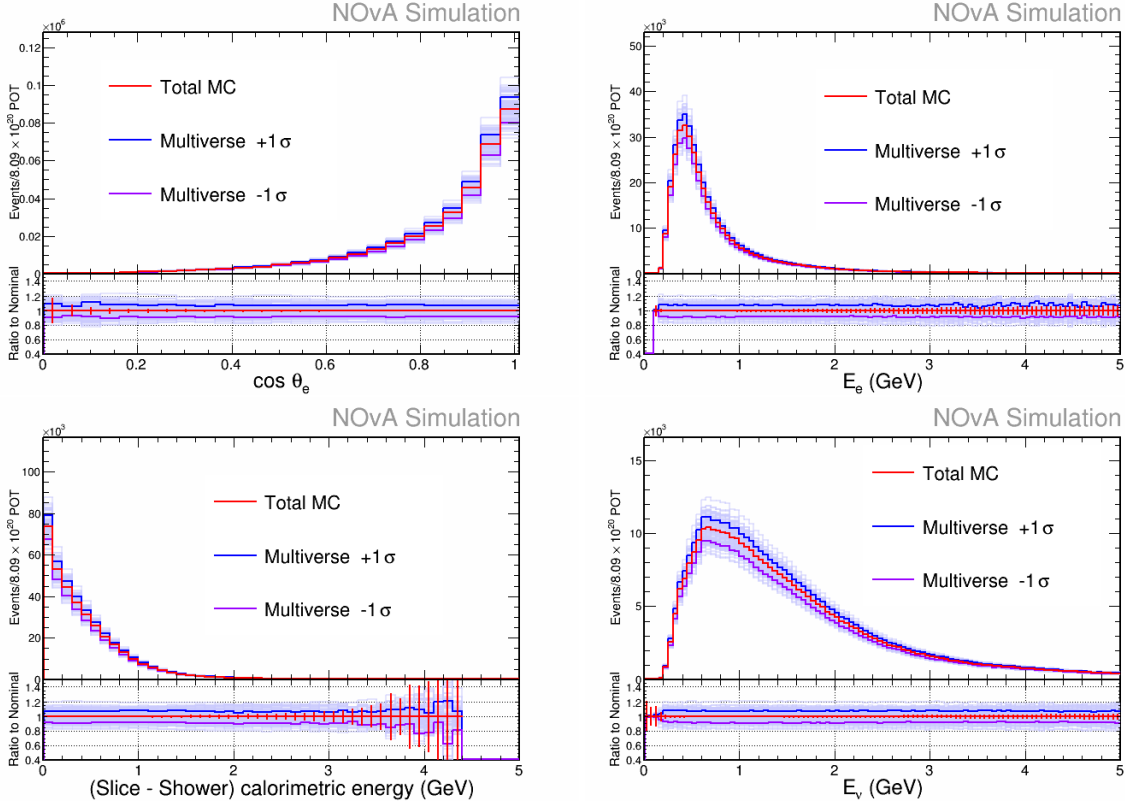 NOvA Simulation
×10⁶
Events/8.09 × 10²⁰ POT
0.12
0.1
0.08
0.06
0.04
0.02
0
Total MC
Multiverse +1σ
Multiverse -1σ
Ratio to Nominal
1.4
1.2
1
0.8
0.6
0.4
0 0.2 0.4 0.6 0.8 1
cos θₑ
NOvA Simulation
×10³
Events/8.09 × 10²⁰ POT
50
40
30
20
10
0
Total MC
Multiverse +1σ
Multiverse -1σ
Ratio to Nominal
1.4
1.2
1
0.8
0.6
0.4
0 1 2 3 4 5
Eₑ (GeV)
NOvA Simulation
×10³
Events/8.09 × 10²⁰ POT
100
80
60
40
20
0
Total MC
Multiverse +1σ
Multiverse -1σ
Ratio to Nominal
1.4
1.2
1
0.8
0.6
0.4
0 1 2 3 4 5
(Slice - Shower) calorimetric energy (GeV)
NOvA Simulation
×10³
Events/8.09 × 10²⁰ POT
15
10
5
0
Total MC
Multiverse +1σ
Multiverse -1σ
Ratio to Nominal
1.4
1.2
1
0.8
0.6
0.4
0 1 2 3 4 5
E_ν (GeV)